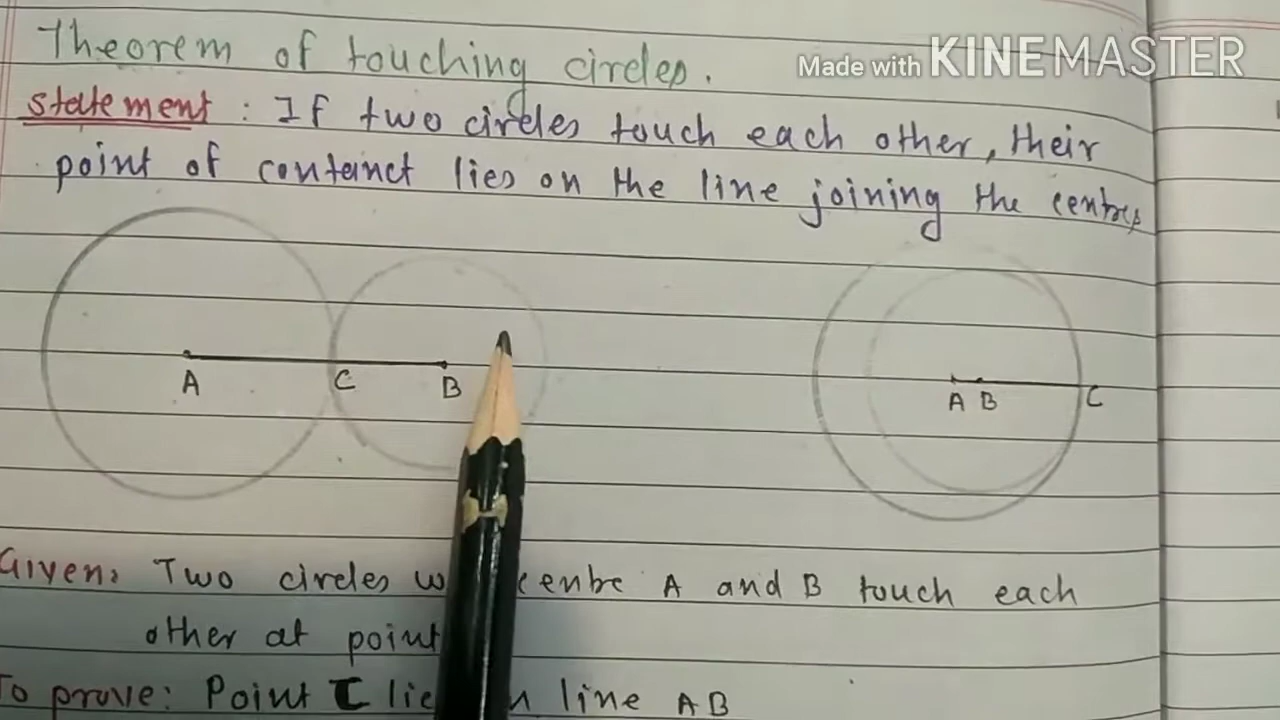 Theorem of touching circles.
Made with KINEMASTER
statement : If two circles touch each other, their
point of contanct lies on the line joining the centres
A C B
A B C
Given: Two circles centre A and B touch each
other at point
To prove: Point C line AB